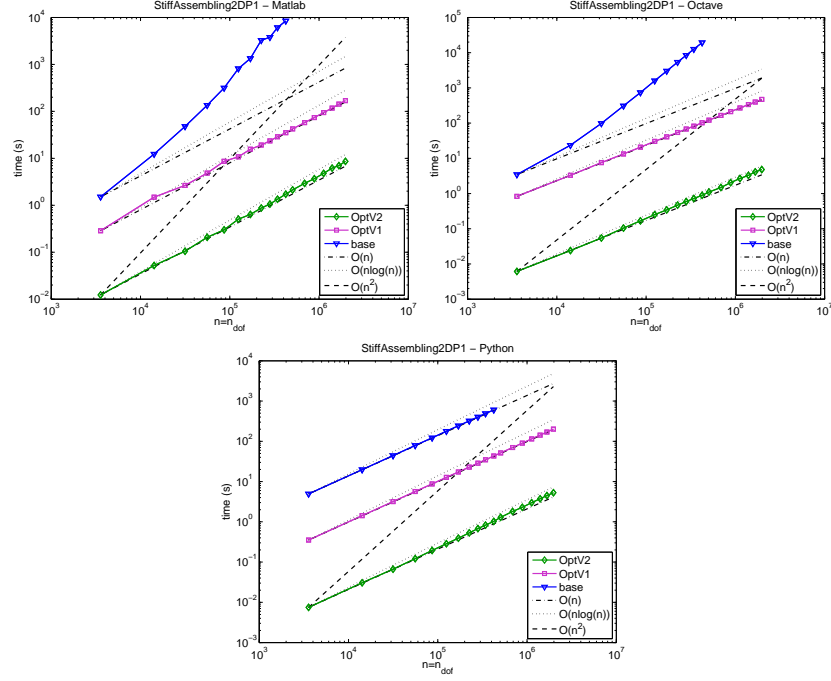 StiffAssembling2DP1 – Matlab
10^4
10^3
10^2
10^1
10^0
10^−1
10^−2
time (s)
10^3 10^4 10^5 10^6 10^7
n=n_dof
OptV2
OptV1
base
O(n)
O(nlog(n))
O(n^2)
StiffAssembling2DP1 – Octave
10^5
10^4
10^3
10^2
10^1
10^0
10^−1
10^−2
10^−3
time (s)
10^3 10^4 10^5 10^6 10^7
n=n_dof
OptV2
OptV1
base
O(n)
O(nlog(n))
O(n^2)
StiffAssembling2DP1 – Python
10^4
10^3
10^2
10^1
10^0
10^−1
10^−2
10^−3
time (s)
10^3 10^4 10^5 10^6 10^7
n=n_dof
OptV2
OptV1
base
O(n)
O(nlog(n))
O(n^2)